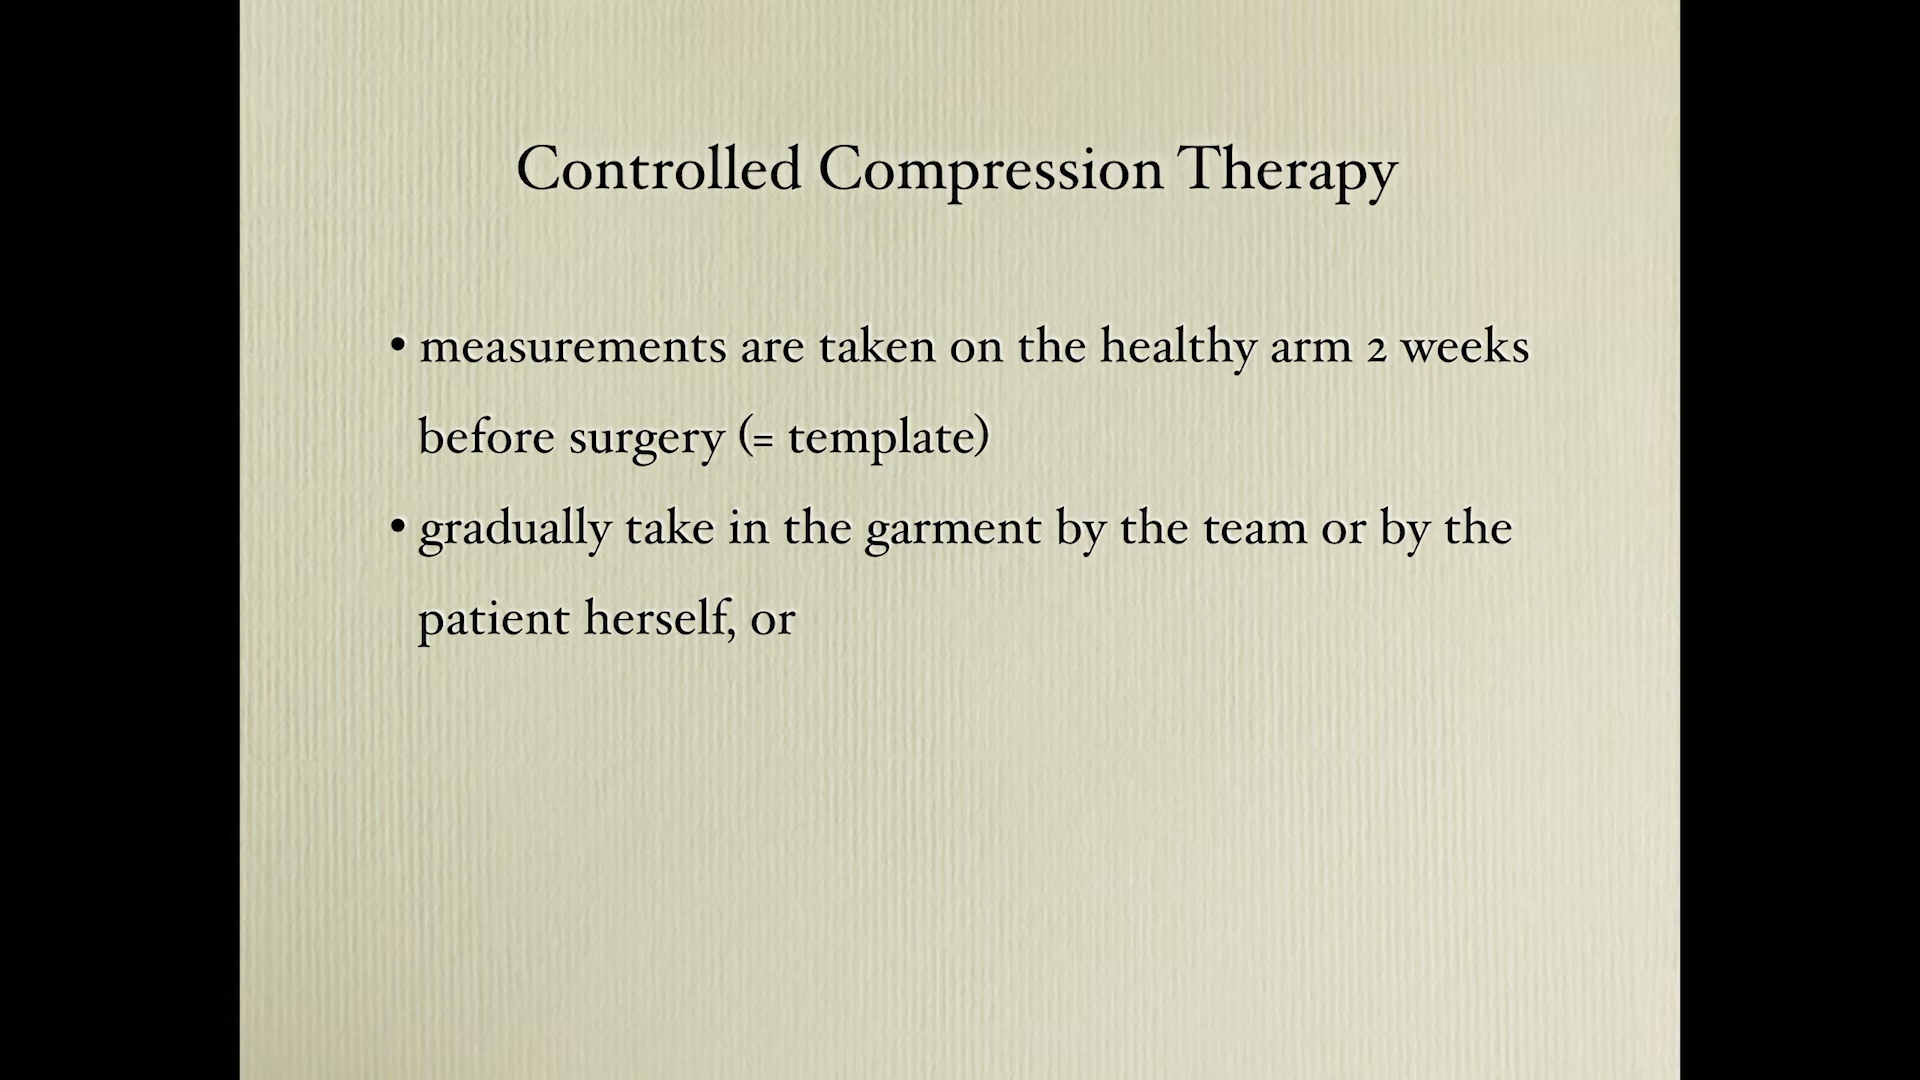 Controlled Compression Therapy
• measurements are taken on the healthy arm 2 weeks
before surgery (= template)
• gradually take in the garment by the team or by the
patient herself, or